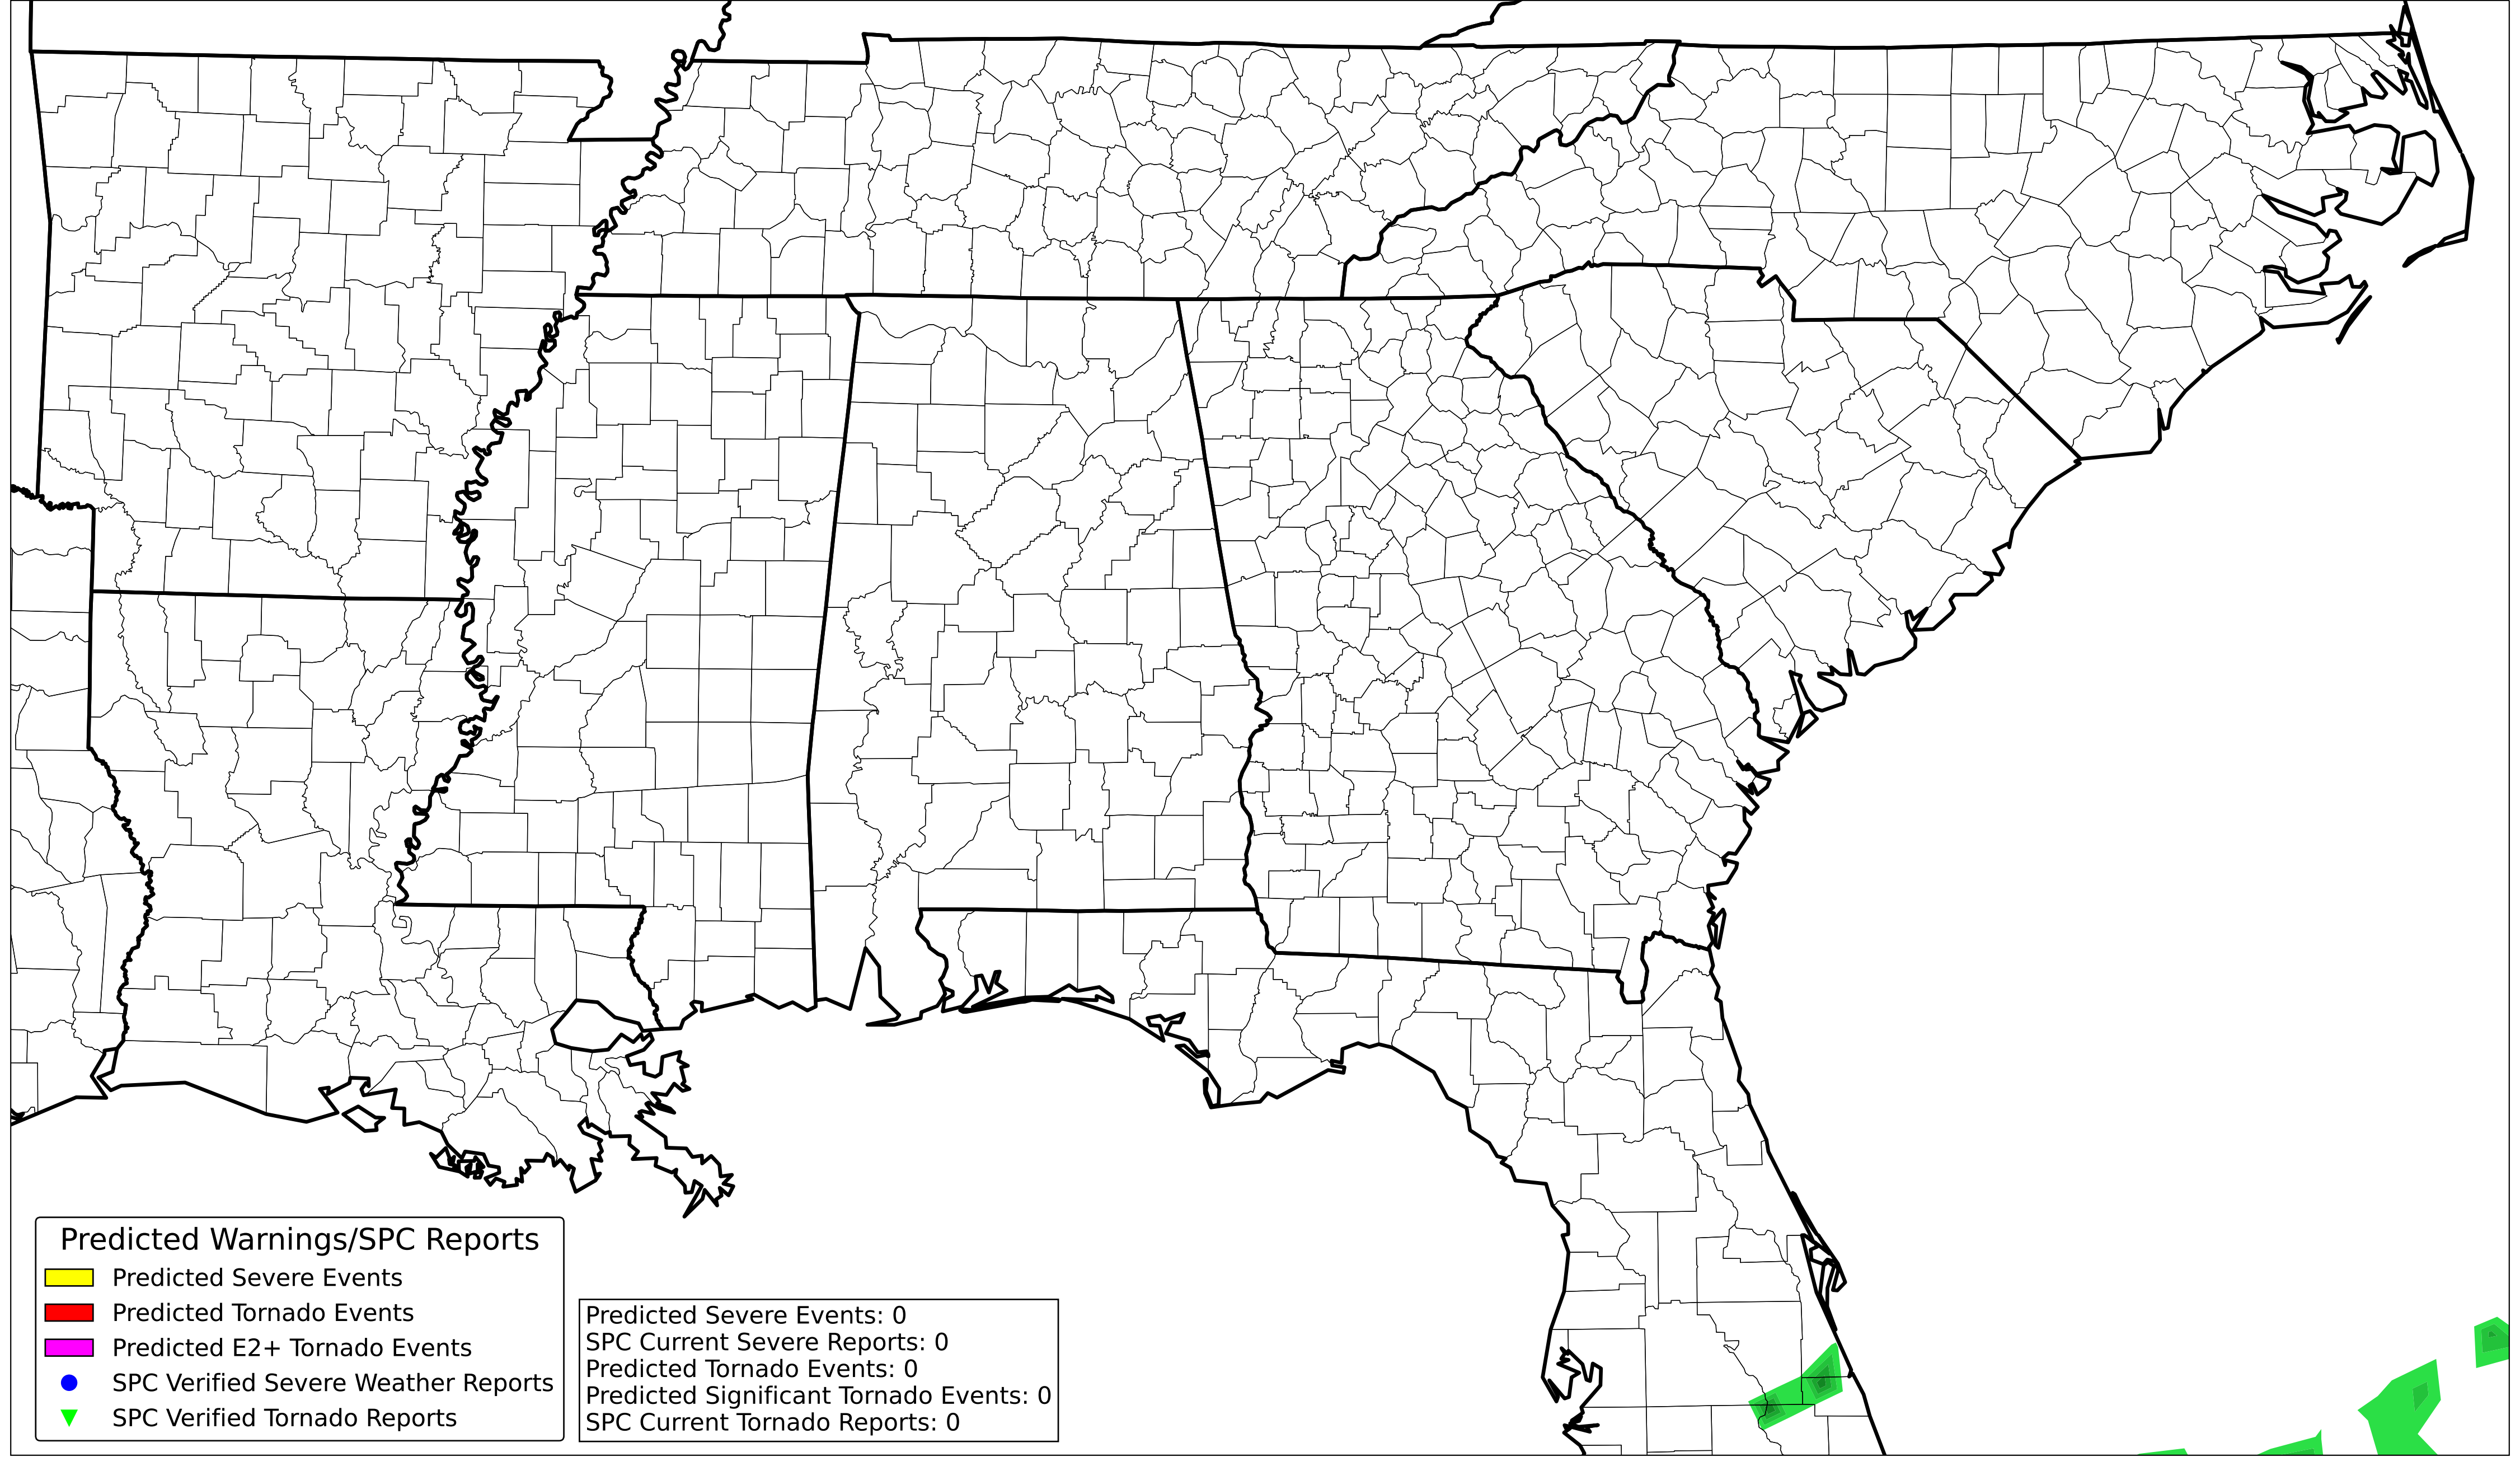 Predicted Warnings/SPC Reports
Predicted Severe Events
Predicted Tornado Events
Predicted E2+ Tornado Events
SPC Verified Severe Weather Reports
SPC Verified Tornado Reports
Predicted Severe Events: 0
SPC Current Severe Reports: 0
Predicted Tornado Events: 0
Predicted Significant Tornado Events: 0
SPC Current Tornado Reports: 0